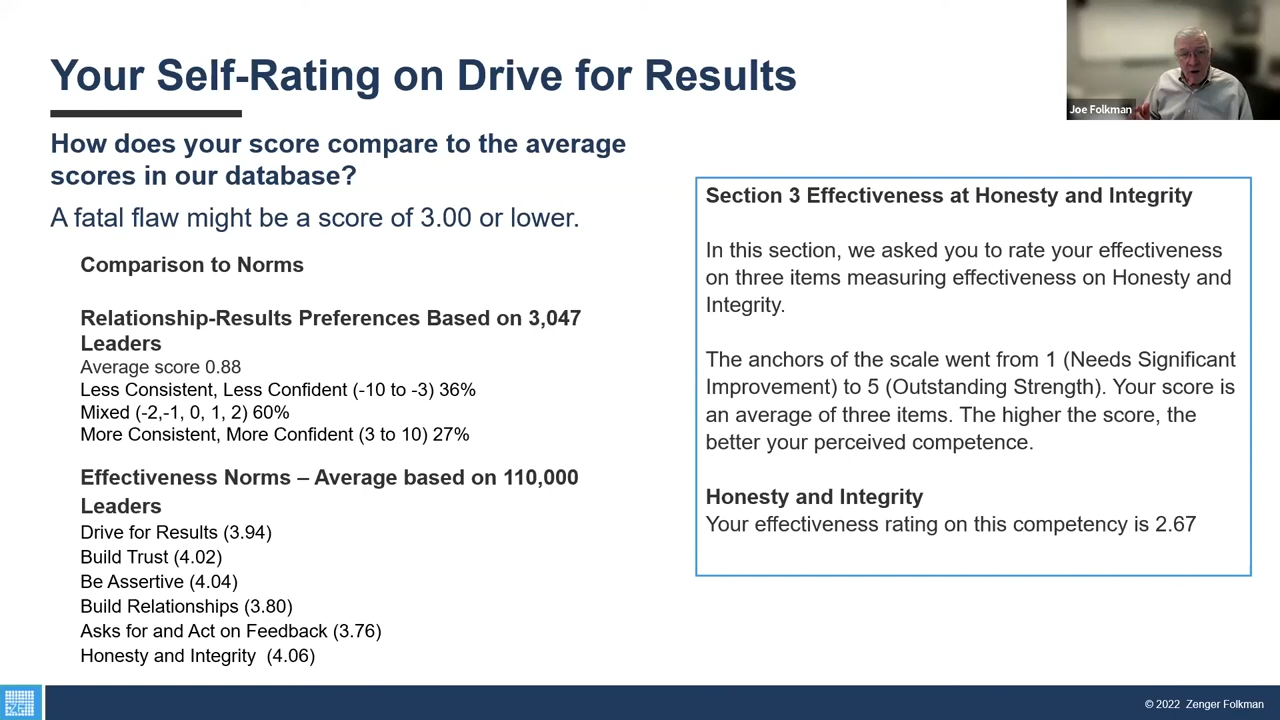 Your Self-Rating on Drive for Results
Joe Folkman
How does your score compare to the average
scores in our database?
A fatal flaw might be a score of 3.00 or lower.
Comparison to Norms
Relationship-Results Preferences Based on 3,047
Leaders
Average score 0.88
Less Consistent, Less Confident (-10 to -3) 36%
Mixed (-2,-1, 0, 1, 2) 60%
More Consistent, More Confident (3 to 10) 27%
Effectiveness Norms – Average based on 110,000
Leaders
Drive for Results (3.94)
Build Trust (4.02)
Be Assertive (4.04)
Build Relationships (3.80)
Asks for and Act on Feedback (3.76)
Honesty and Integrity (4.06)
Section 3 Effectiveness at Honesty and Integrity
In this section, we asked you to rate your effectiveness
on three items measuring effectiveness on Honesty and
Integrity.
The anchors of the scale went from 1 (Needs Significant
Improvement) to 5 (Outstanding Strength). Your score is
an average of three items. The higher the score, the
better your perceived competence.
Honesty and Integrity
Your effectiveness rating on this competency is 2.67
ZF
© 2022 Zenger Folkman